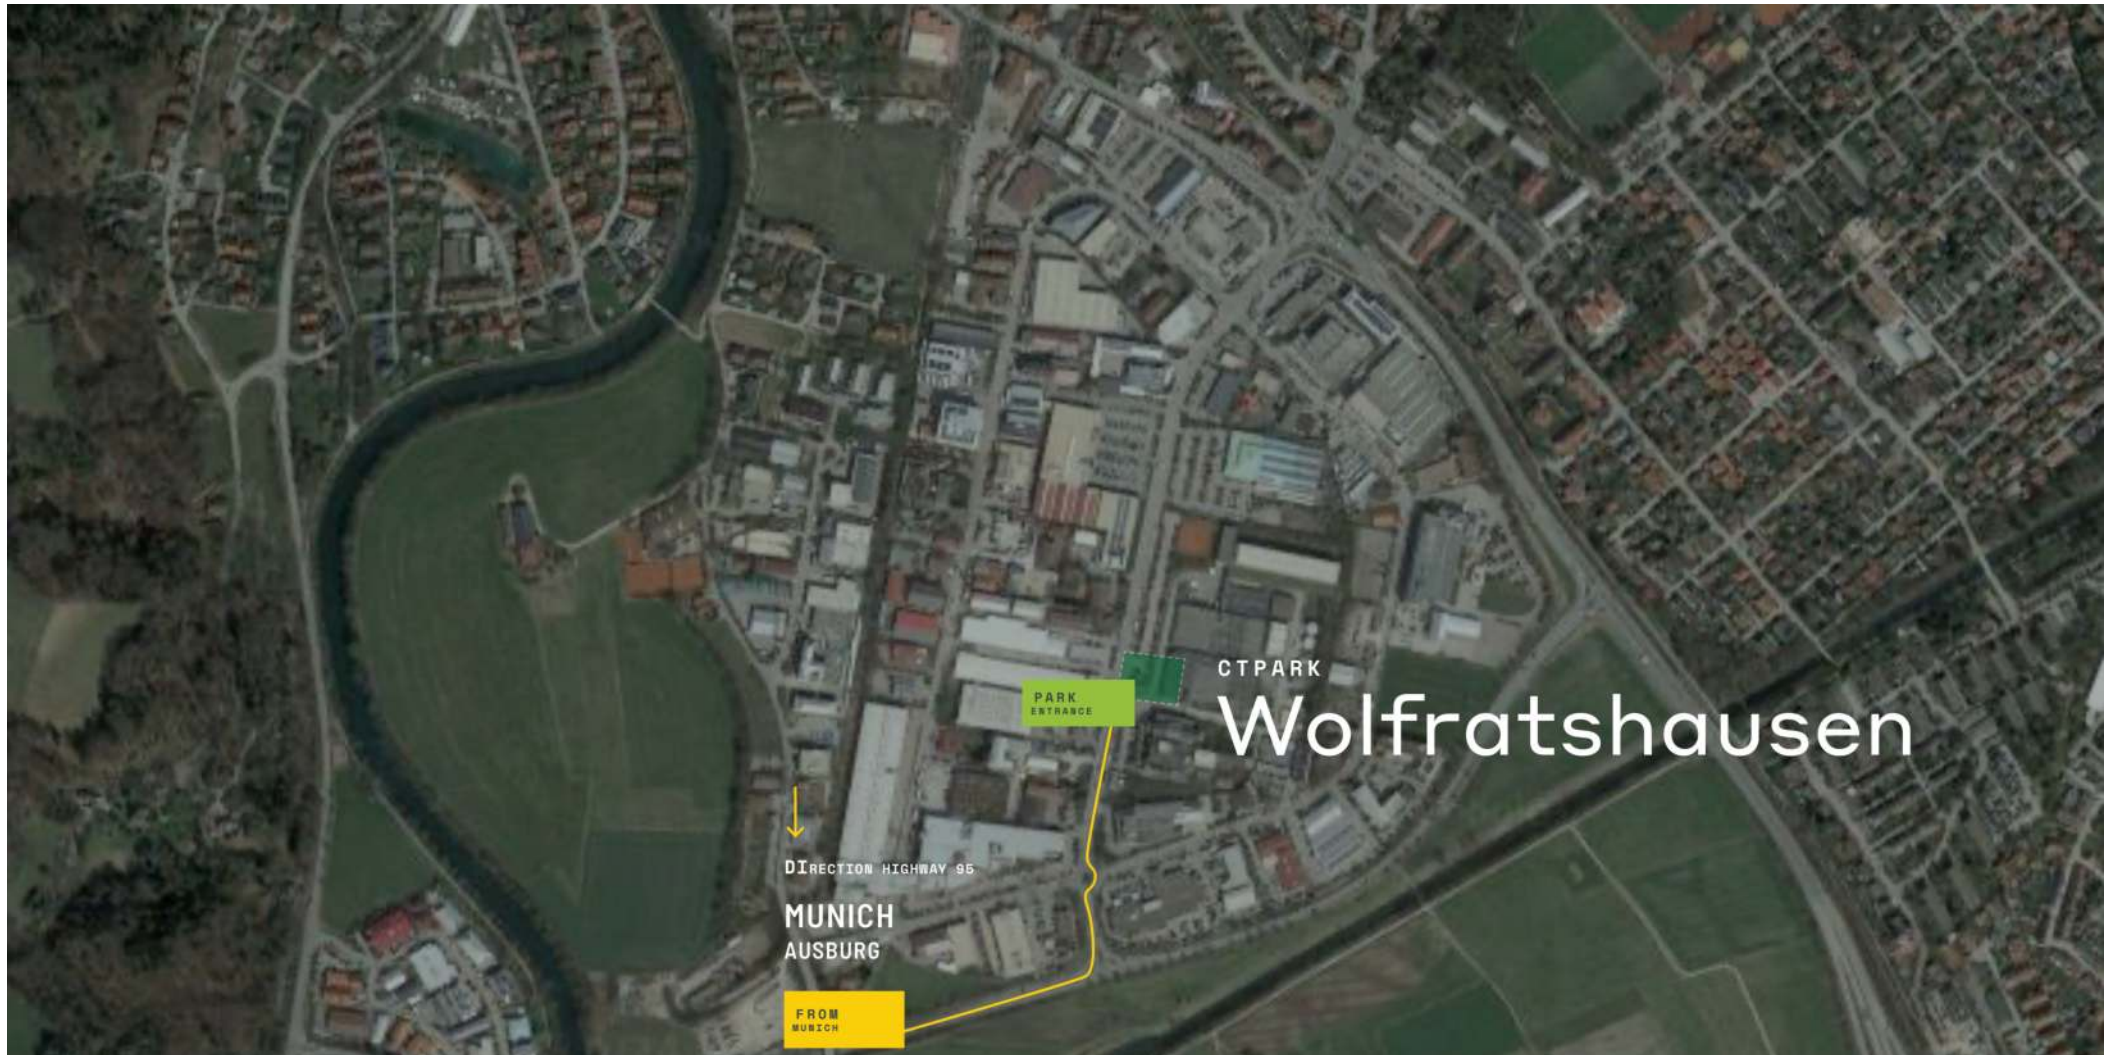 CTPARK
Wolfratshausen
PARK
ENTRANCE
DIRECTION HIGHWAY 95
MUNICH
AUSBURG
FROM
MUNICH